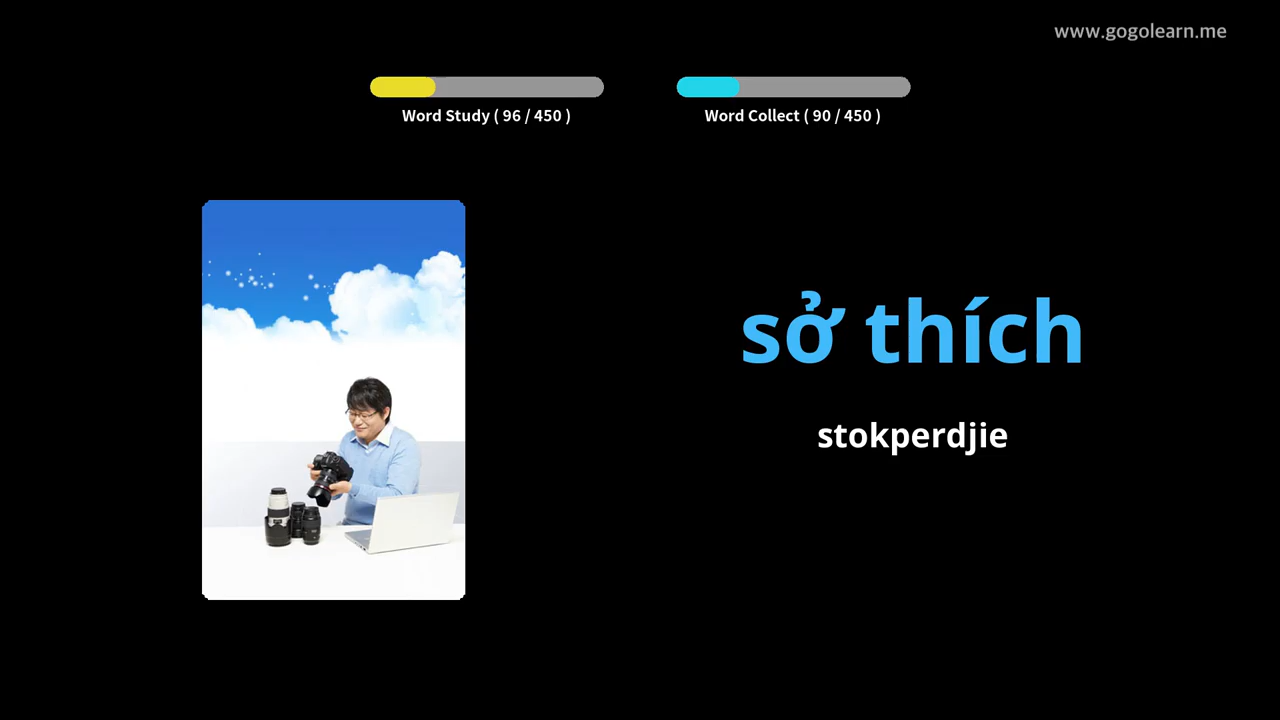 www.gogolearn.me
Word Study ( 96 / 450 )
Word Collect ( 90 / 450 )
sở thích
stokperdjie